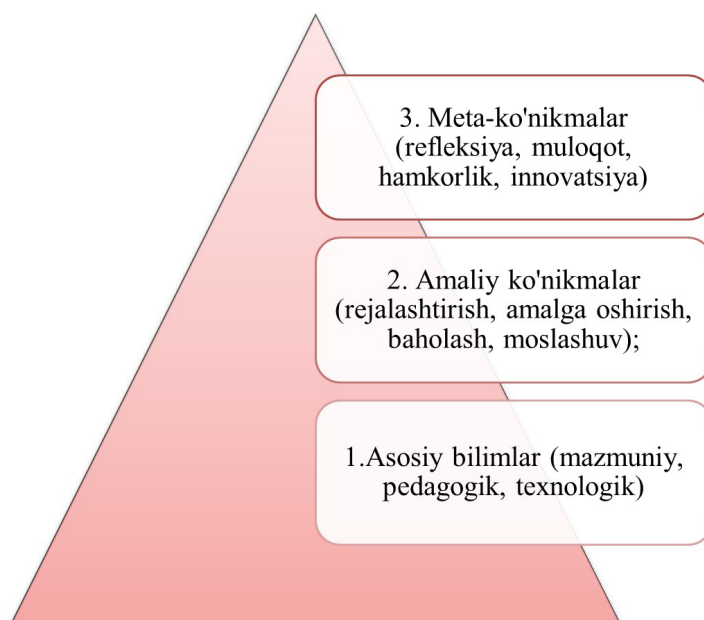 3. Meta-ko'nikmalar
(refleksiya, muloqot,
hamkorlik, innovatsiya)
2. Amaliy ko'nikmalar
(rejalashtirish, amalga oshirish,
baholash, moslashuv);
1.Asosiy bilimlar (mazmuniy,
pedagogik, texnologik)